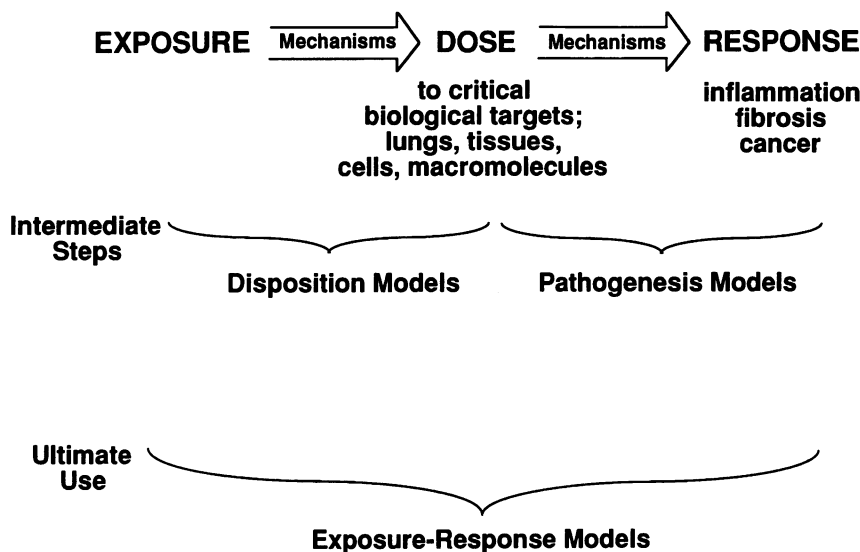 EXPOSURE Mechanisms DOSE Mechanisms RESPONSE
to critical
biological targets;
lungs, tissues,
cells, macromolecules
inflammation
fibrosis
cancer
Intermediate
Steps
Disposition Models
Pathogenesis Models
Ultimate
Use
Exposure-Response Models